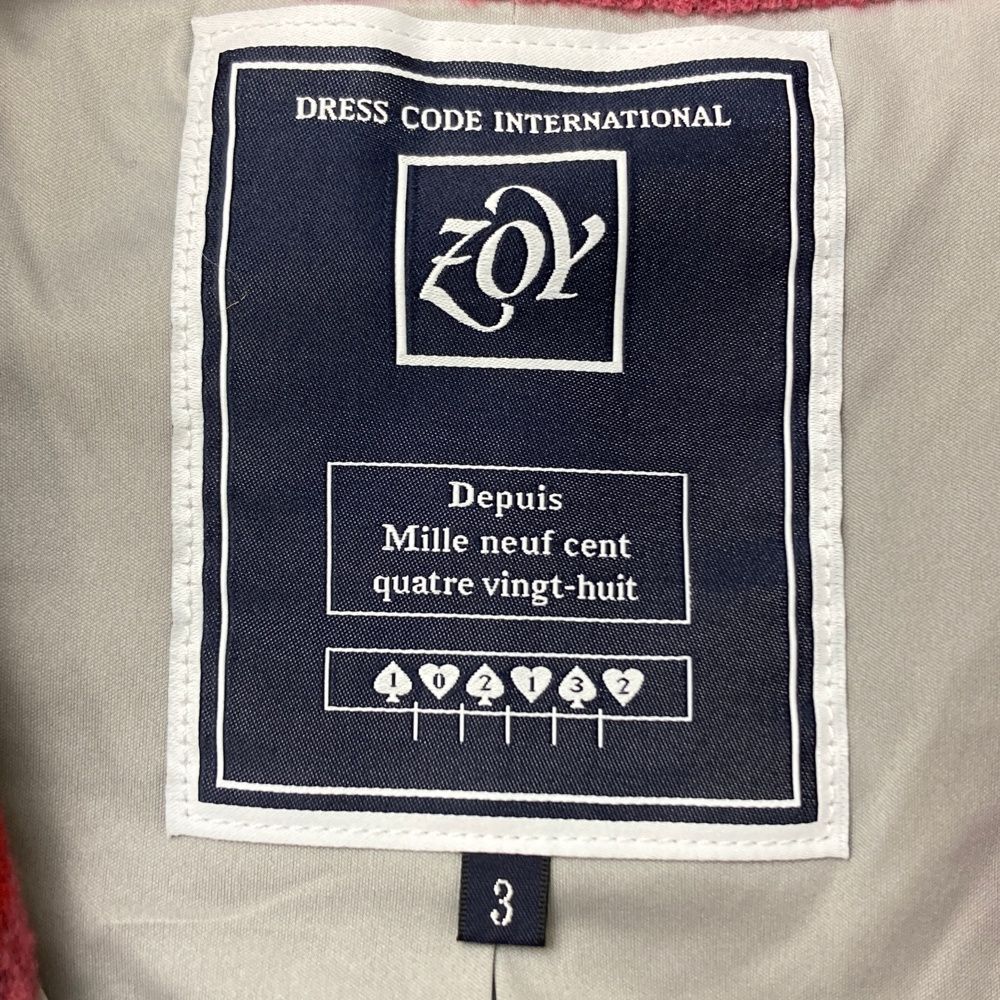 DRESS CODE INTERNATIONAL
ZOY
Depuis
Mille neuf cent
quatre vingt-huit
1 0 2 1 3 2
3